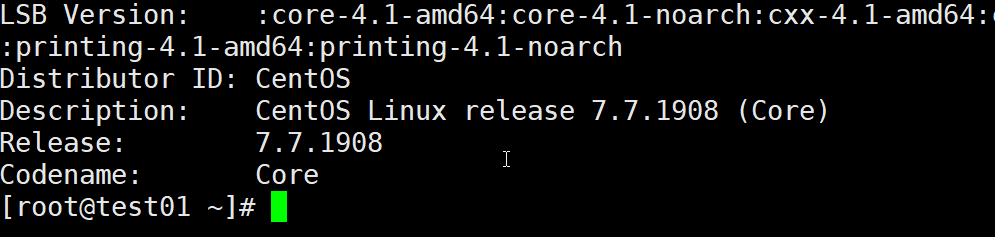 LSB Version:    :core-4.1-amd64:core-4.1-noarch:cxx-4.1-amd64:
:printing-4.1-amd64:printing-4.1-noarch
Distributor ID: CentOS
Description:    CentOS Linux release 7.7.1908 (Core)
Release:        7.7.1908
Codename:       Core
[root@test01 ~]#